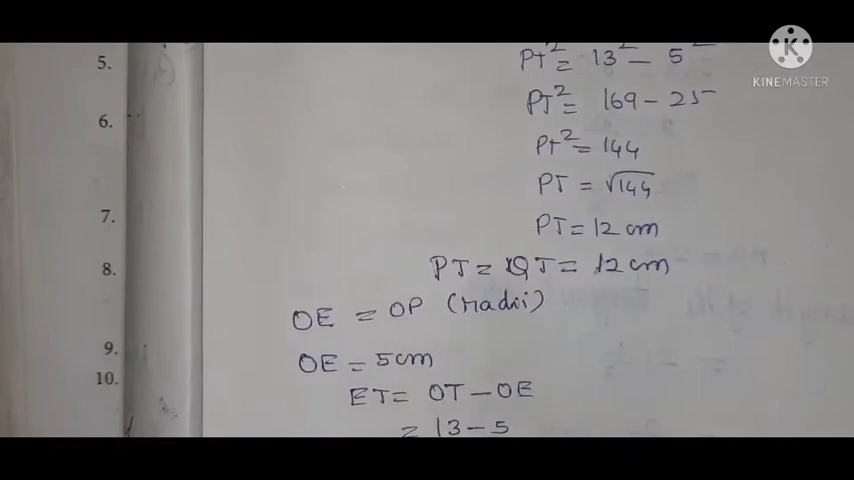 5.
PT² = 13² - 5²
6.
PT² = 169 - 25
PT² = 144
PT = √144
7.
PT = 12 cm
8.
PT = QT = 12 cm
OE = OP (radii)
9.
OE = 5cm
10.
ET = OT - OE
= 13 - 5
K
KINEMASTER